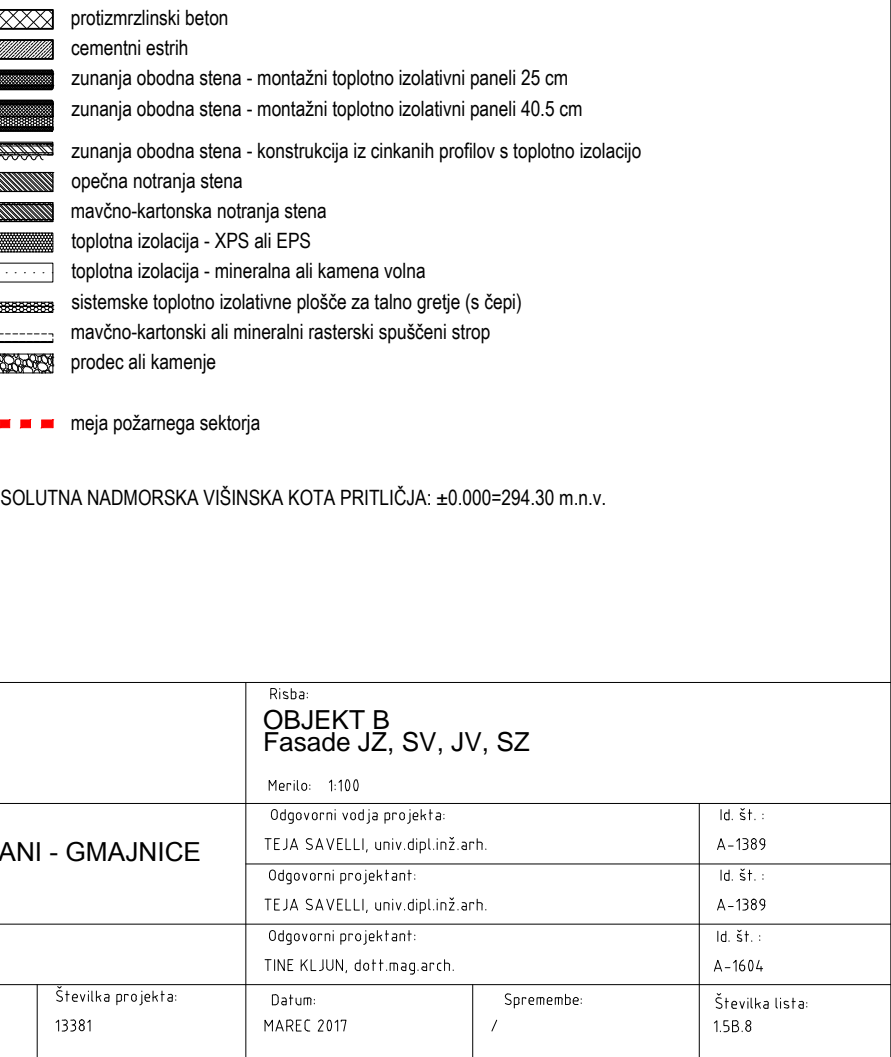 protizmrzlinski beton
cementni estrih
zunanja obodna stena - montažni toplotno izolativni paneli 25 cm
zunanja obodna stena - montažni toplotno izolativni paneli 40.5 cm
zunanja obodna stena - konstrukcija iz cinkanih profilov s toplotno izolacijo
opečna notranja stena
mavčno-kartonska notranja stena
toplotna izolacija - XPS ali EPS
toplotna izolacija - mineralna ali kamena volna
sistemske toplotno izolativne plošče za talno gretje (s čepi)
mavčno-kartonski ali mineralni rasterski spuščeni strop
prodec ali kamenje
meja požarnega sektorja
SOLUTNA NADMORSKA VIŠINSKA KOTA PRITLIČJA: ±0.000=294.30 m.n.v.
Risba:
OBJEKT B
Fasade JZ, SV, JV, SZ
Merilo: 1:100
ANI - GMAJNICE
Odgovorni vodja projekta:
Id. št. :
TEJA SAVELLI, univ.dipl.inž.arh.
A-1389
Odgovorni projektant:
Id. št. :
TEJA SAVELLI, univ.dipl.inž.arh.
A-1389
Odgovorni projektant:
Id. št. :
TINE KLJUN, dott.mag.arch.
A-1604
Številka projekta:
Datum:
Spremembe:
Številka lista:
13381
MAREC 2017
/
1.5B.8